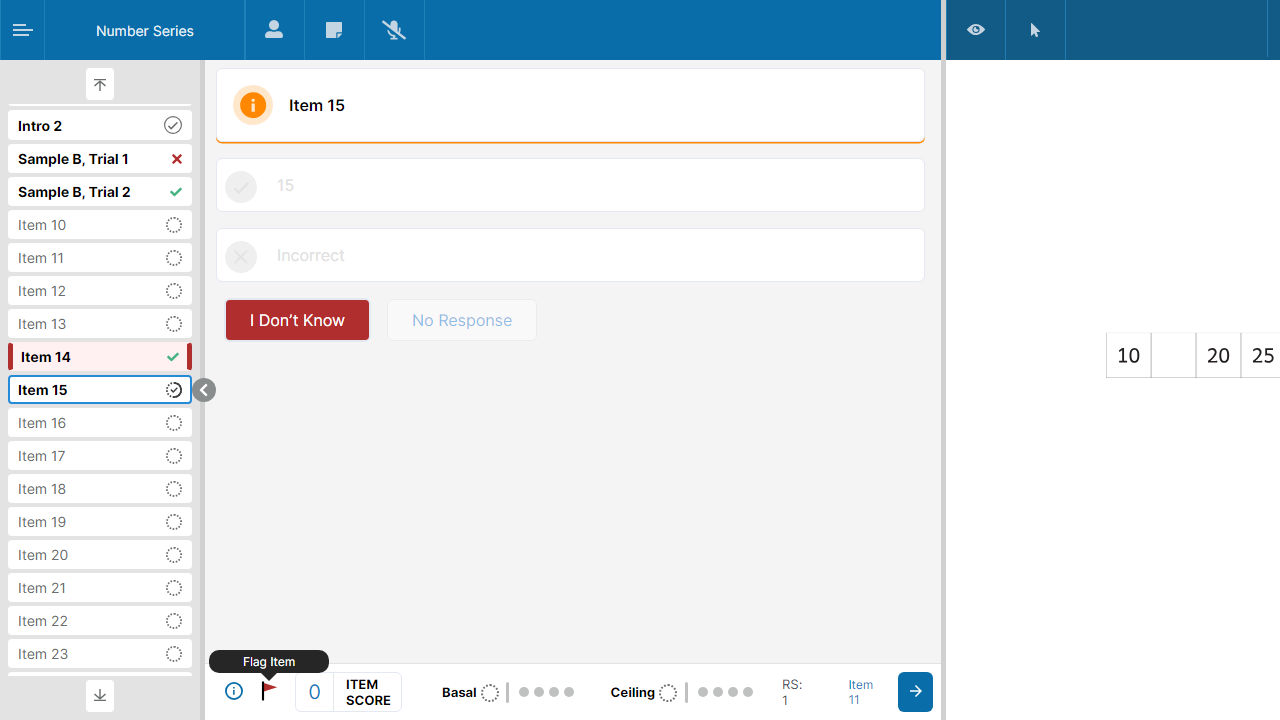 Number Series
Intro 2
Sample B, Trial 1
Sample B, Trial 2
Item 10
Item 11
Item 12
Item 13
Item 14
Item 15
Item 16
Item 17
Item 18
Item 19
Item 20
Item 21
Item 22
Item 23
Item 15
15
Incorrect
I Don’t Know
No Response
10 20 25
Flag Item
0
ITEM
SCORE
Basal
Ceiling
RS:
1
Item
11